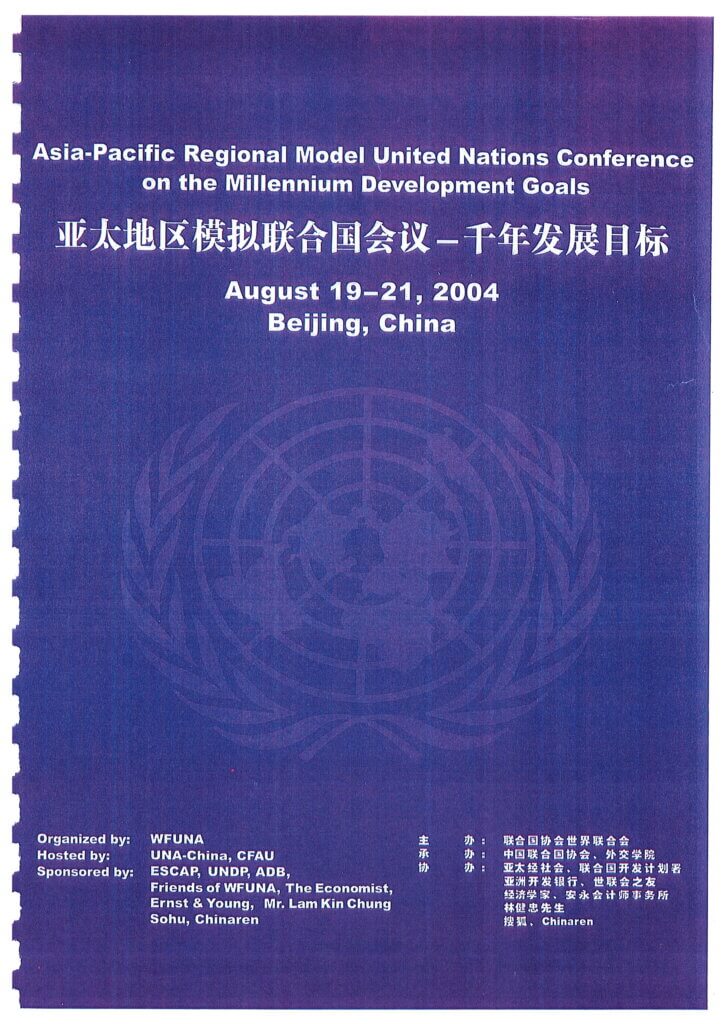 Asia-Pacific Regional Model United Nations Conference
on the Millennium Development Goals
亚太地区模拟联合国会议–千年发展目标
August 19–21, 2004
Beijing, China
Organized by: WFUNA
Hosted by: UNA-China, CFAU
Sponsored by: ESCAP, UNDP, ADB,
Friends of WFUNA, The Economist,
Ernst & Young, Mr. Lam Kin Chung
Sohu, Chinaren
主 办： 联合国协会世界联合会
承 办： 中国联合国协会、外交学院
协 办： 亚太经社会、联合国开发计划署
亚洲开发银行、世联会之友
经济学家、安永会计师事务所
林健忠先生
搜狐、Chinaren